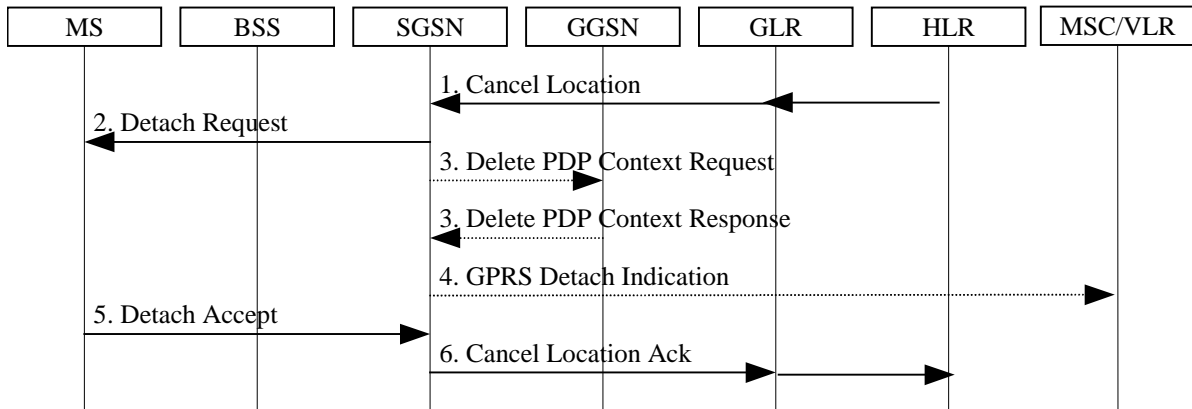 MS BSS SGSN GGSN GLR HLR MSC/VLR
1. Cancel Location
2. Detach Request
3. Delete PDP Context Request
3. Delete PDP Context Response
4. GPRS Detach Indication
5. Detach Accept
6. Cancel Location Ack